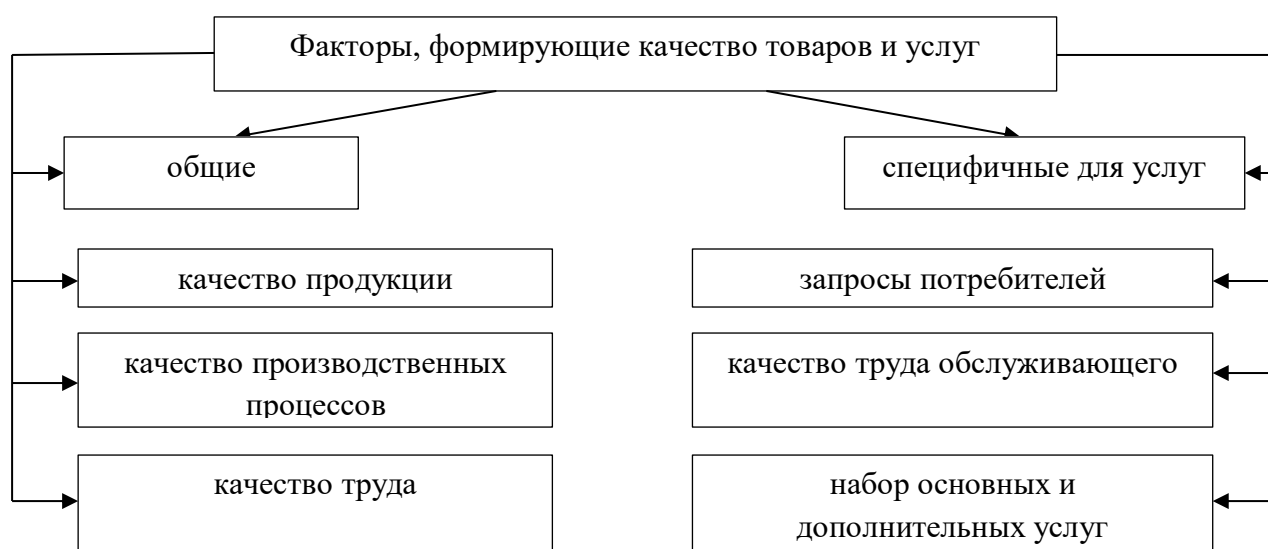 Факторы, формирующие качество товаров и услуг
общие
специфичные для услуг
качество продукции
запросы потребителей
качество производственных
процессов
качество труда обслуживающего
качество труда
набор основных и
дополнительных услуг